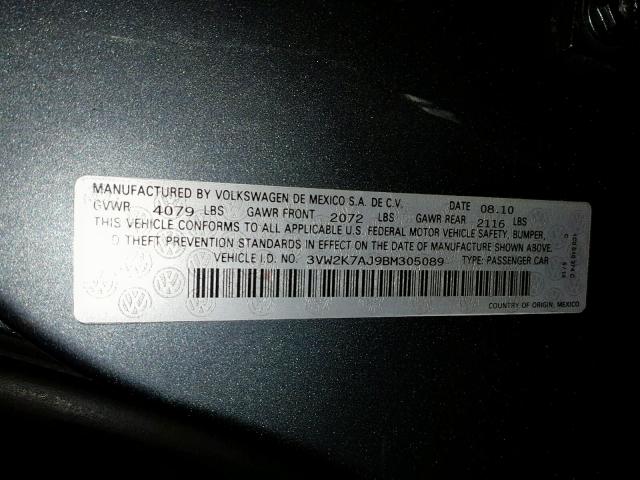 MANUFACTURED BY VOLKSWAGEN DE MEXICO S.A. DE C.V. DATE 08.10
GVWR 4079 LBS GAWR FRONT 2072 LBS GAWR REAR 2116 LBS
THIS VEHICLE CONFORMS TO ALL APPLICABLE U.S. FEDERAL MOTOR VEHICLE SAFETY, BUMPER,
D THEFT PREVENTION STANDARDS IN EFFECT ON THE DATE OF MANUFACTURE SHOWN ABOVE.
VEHICLE I.D. NO. 3VW2K7AJ9BM305089 TYPE: PASSENGER CAR
COUNTRY OF ORIGIN: MEXICO